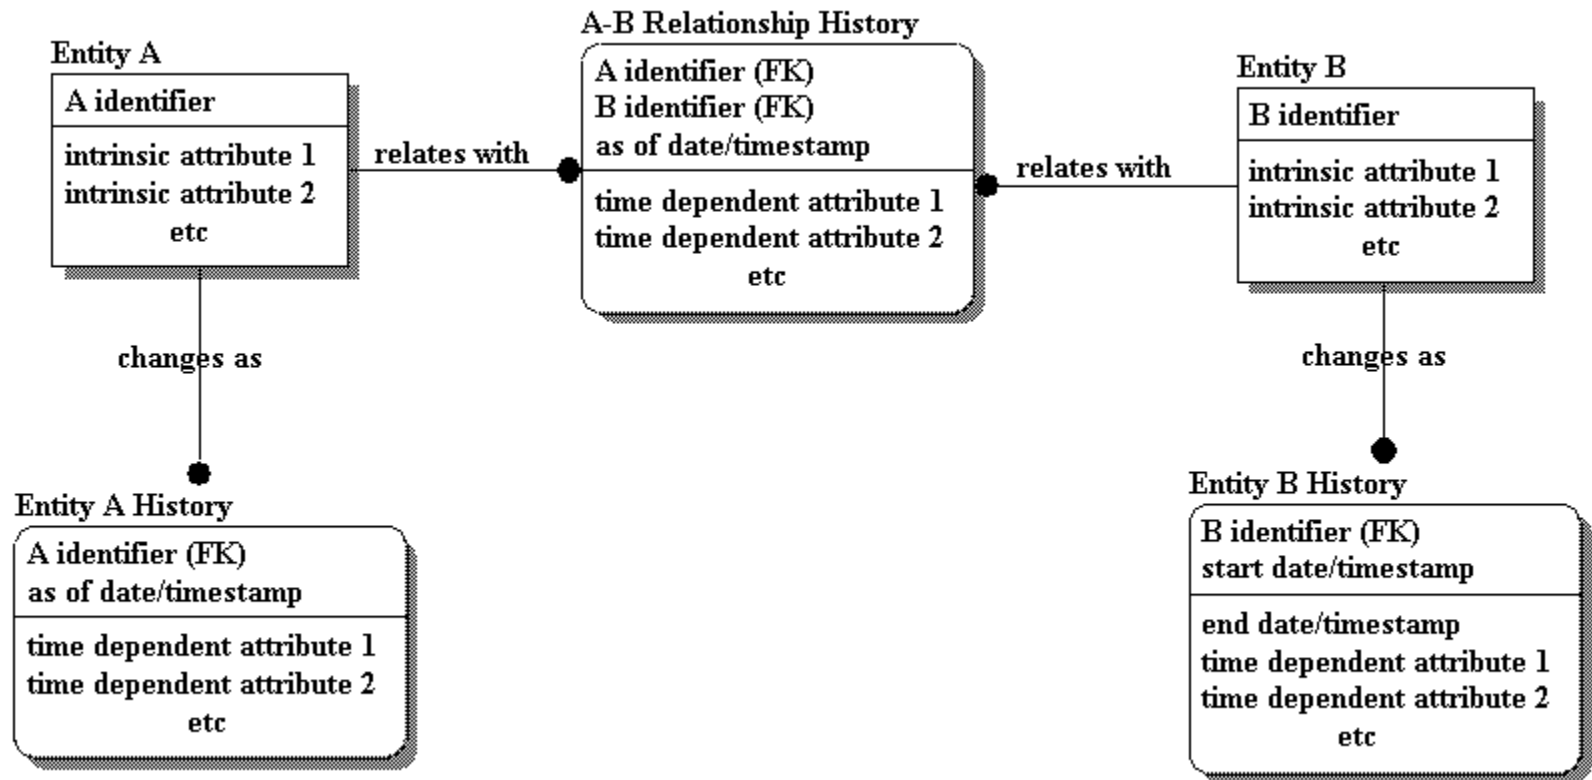 A-B Relationship History
Entity A
A identifier
intrinsic attribute 1
intrinsic attribute 2
etc
relates with
A identifier (FK)
B identifier (FK)
as of date/timestamp
time dependent attribute 1
time dependent attribute 2
etc
relates with
Entity B
B identifier
intrinsic attribute 1
intrinsic attribute 2
etc
changes as
changes as
Entity A History
A identifier (FK)
as of date/timestamp
time dependent attribute 1
time dependent attribute 2
etc
Entity B History
B identifier (FK)
start date/timestamp
end date/timestamp
time dependent attribute 1
time dependent attribute 2
etc